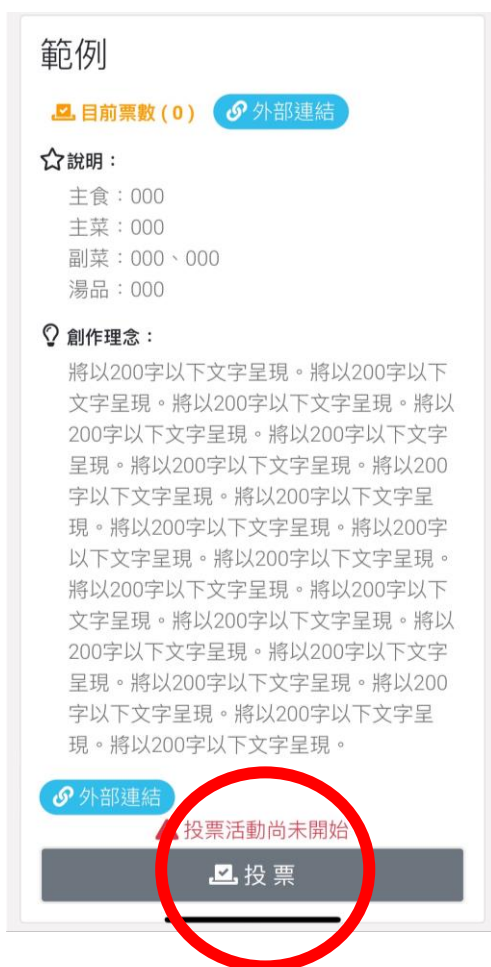 範例
目前票數 ( 0 ) 外部連結
說明：
主食：000
主菜：000
副菜：000、000
湯品：000
創作理念：
將以200字以下文字呈現。將以200字以下
文字呈現。將以200字以下文字呈現。將以
200字以下文字呈現。將以200字以下文字
呈現。將以200字以下文字呈現。將以200
字以下文字呈現。將以200字以下文字呈
現。將以200字以下文字呈現。將以200字
以下文字呈現。將以200字以下文字呈現。
將以200字以下文字呈現。將以200字以下
文字呈現。將以200字以下文字呈現。將以
200字以下文字呈現。將以200字以下文字
呈現。將以200字以下文字呈現。將以200
字以下文字呈現。將以200字以下文字呈
現。將以200字以下文字呈現。
外部連結
投票活動尚未開始
投 票